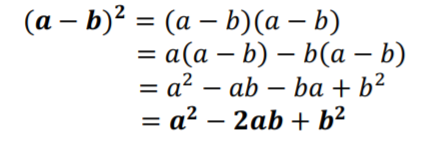 (a − b)² = (a − b)(a − b)
= a(a − b) − b(a − b)
= a² − ab − ba + b²
= a² − 2ab + b²